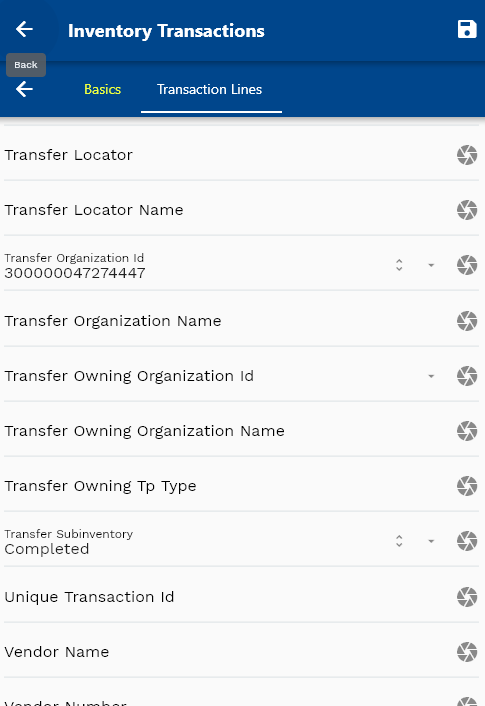 Inventory Transactions
Back
Basics
Transaction Lines
Transfer Locator
Transfer Locator Name
Transfer Organization Id
300000047274447
Transfer Organization Name
Transfer Owning Organization Id
Transfer Owning Organization Name
Transfer Owning Tp Type
Transfer Subinventory
Completed
Unique Transaction Id
Vendor Name
Vendor Number